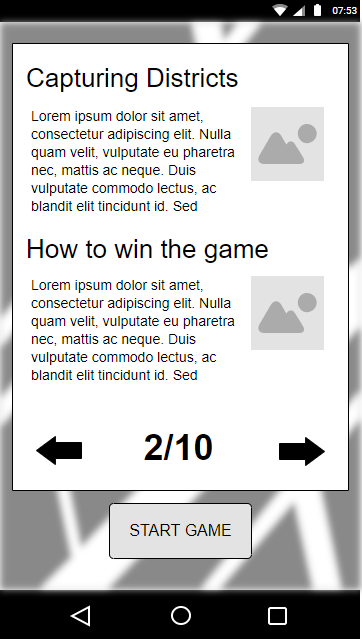 07:53
Capturing Districts
Lorem ipsum dolor sit amet,
consectetur adipiscing elit. Nulla
quam velit, vulputate eu pharetra
nec, mattis ac neque. Duis
vulputate commodo lectus, ac
blandit elit tincidunt id. Sed
How to win the game
Lorem ipsum dolor sit amet,
consectetur adipiscing elit. Nulla
quam velit, vulputate eu pharetra
nec, mattis ac neque. Duis
vulputate commodo lectus, ac
blandit elit tincidunt id. Sed
2/10
START GAME